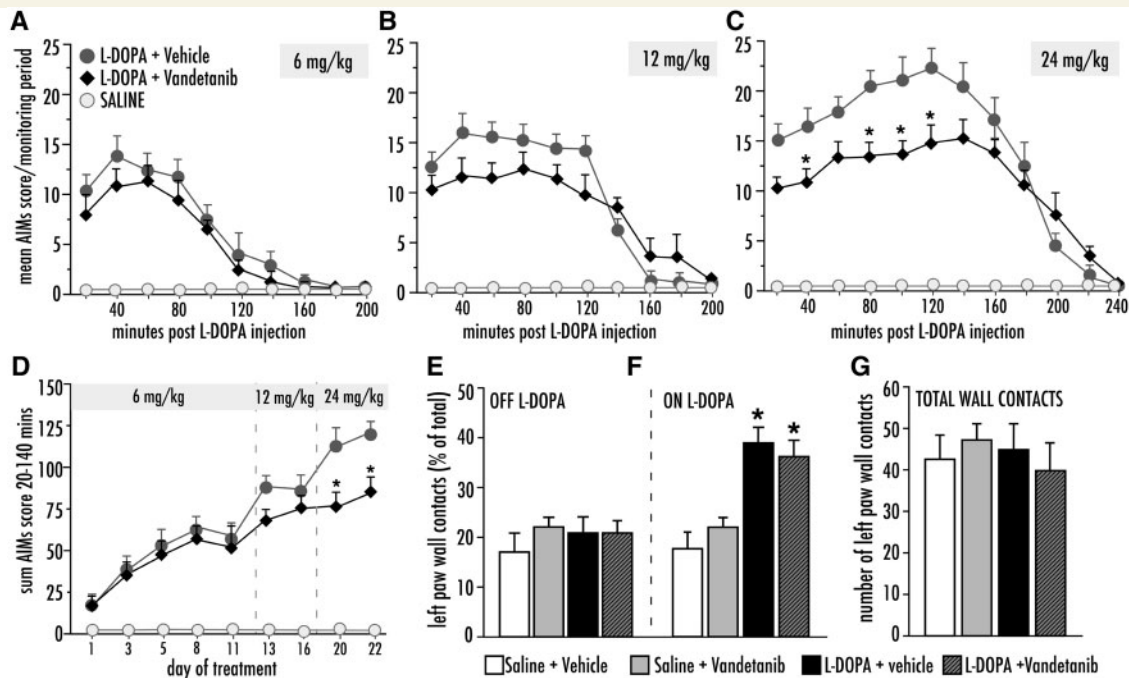 A
B
C
25
20
15
10
5
0
mean AIMs score/monitoring period
L-DOPA + Vehicle
L-DOPA + Vandetanib
SALINE
6 mg/kg
40 80 120 160 200
minutes post L-DOPA injection
25
20
15
10
5
0
12 mg/kg
40 80 120 160 200
minutes post L-DOPA injection
25
20
15
10
5
0
24 mg/kg
* * * *
40 80 120 160 200 240
minutes post L-DOPA injection
D
150
125
100
75
50
25
0
sum AIMs score 20-140 mins
6 mg/kg 12 mg/kg 24 mg/kg
* *
1 3 5 8 11 13 16 20 22
day of treatment
E
F
50
40
30
20
10
0
left paw wall contacts (% of total)
OFF L-DOPA
ON L-DOPA
* *
G
60
50
40
30
20
10
0
number of left paw wall contacts
TOTAL WALL CONTACTS
Saline + Vehicle Saline + Vandetanib L-DOPA + vehicle L-DOPA +Vandetanib